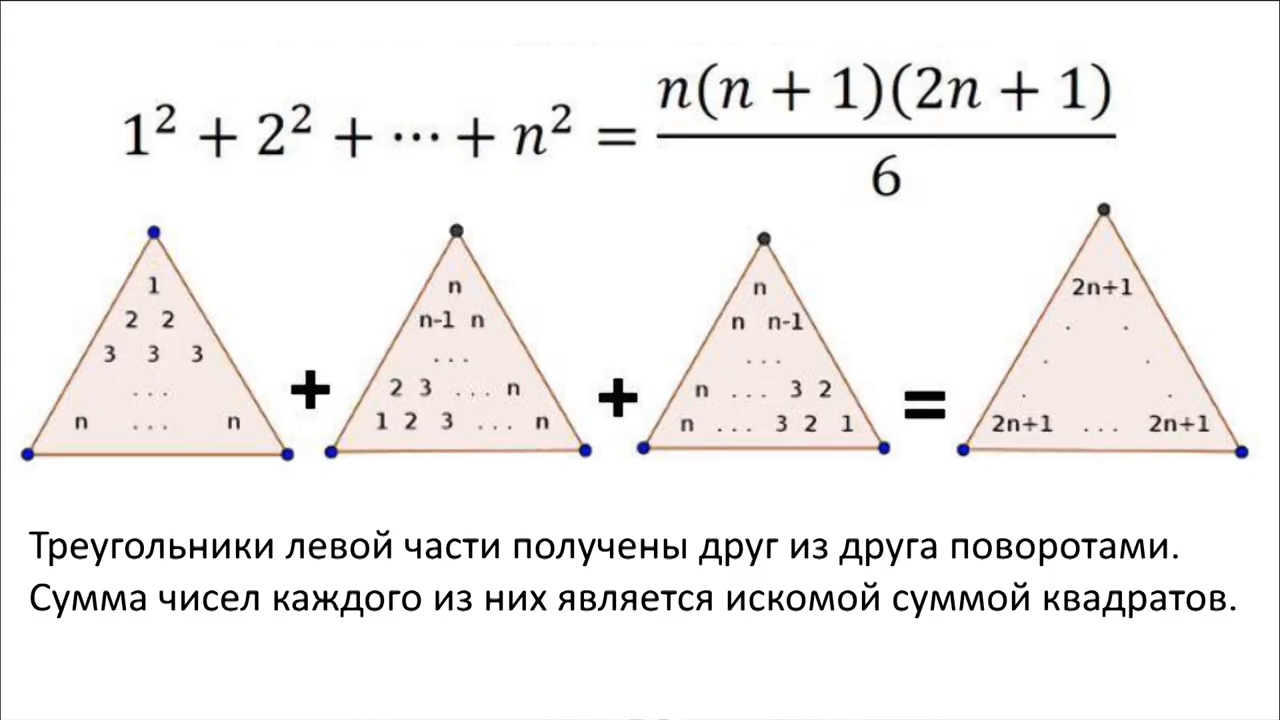 1² + 2² + ⋯ + n² = n(n + 1)(2n + 1)
6
1
2 2
3 3 3
. . .
n . . . n
+
n
n-1 n
. . .
2 3 . . . n
1 2 3 . . . n
+
n
n n-1
. . .
n . . . 3 2
n . . . 3 2 1
=
2n+1
. .
. .
. .
2n+1 . . . 2n+1
Треугольники левой части получены друг из друга поворотами.
Сумма чисел каждого из них является искомой суммой квадратов.